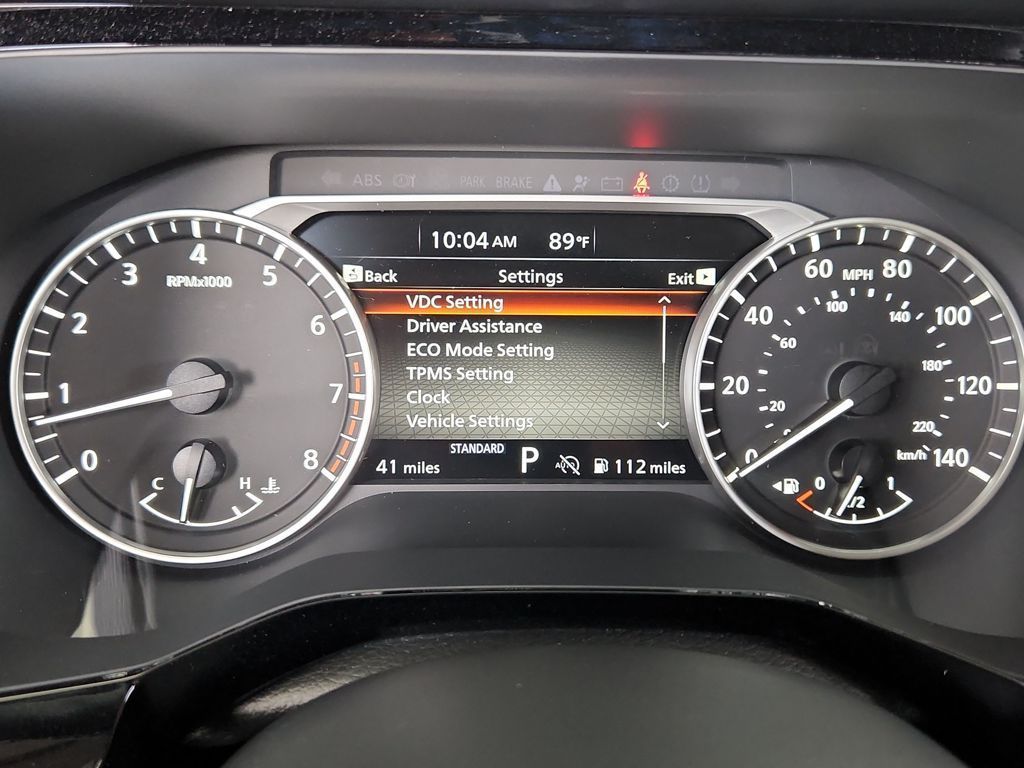 ABS PARK BRAKE
10:04 AM 89°F
Back Settings Exit
VDC Setting
Driver Assistance
ECO Mode Setting
TPMS Setting
Clock
Vehicle Settings
STANDARD
41 miles P AUTO 112 miles
RPMx1000
0 1 2 3 4 5 6 7 8
C H
MPH
0 20 40 60 80 100 120 140
20 60 100 140 180 220
km/h
0 1/2 1